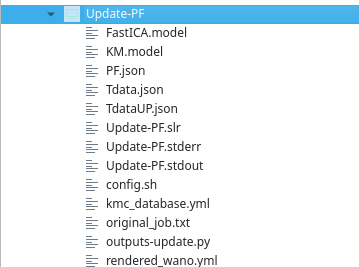 Update-PF
FastICA.model
KM.model
PF.json
Tdata.json
TdataUP.json
Update-PF.slr
Update-PF.stderr
Update-PF.stdout
config.sh
kmc_database.yml
original_job.txt
outputs-update.py
rendered_wano.yml